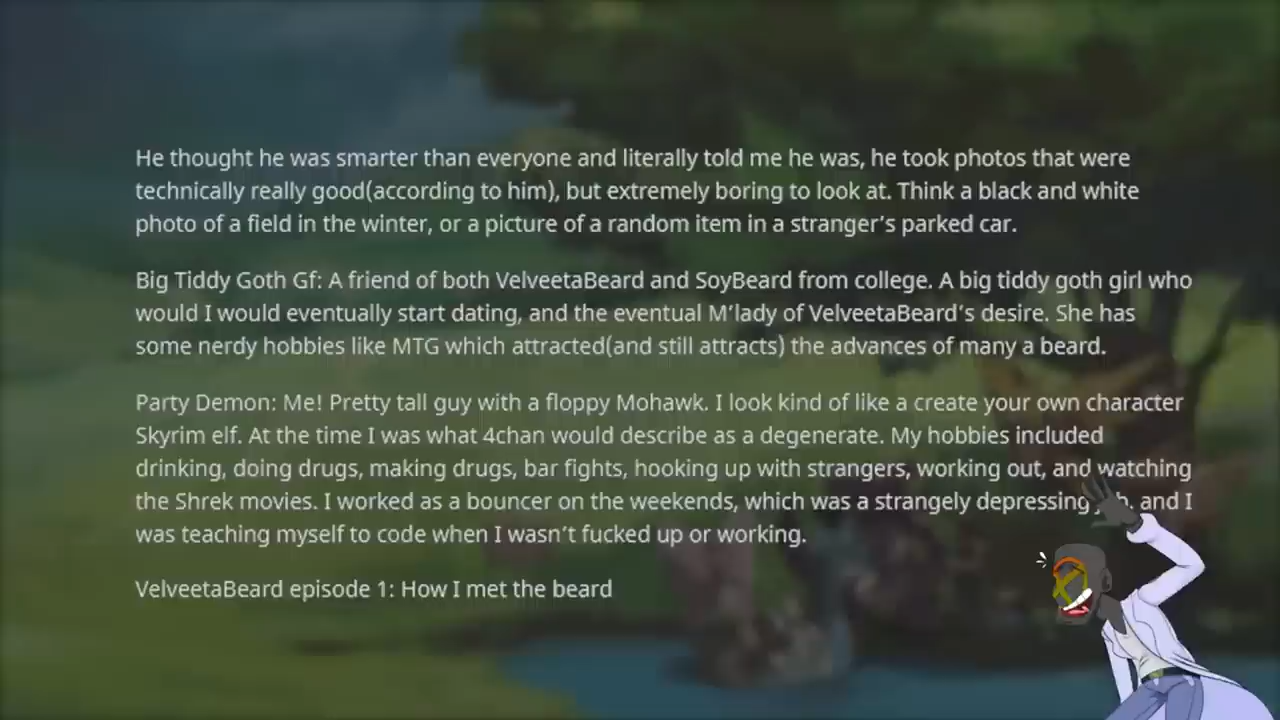 He thought he was smarter than everyone and literally told me he was, he took photos that were
technically really good(according to him), but extremely boring to look at. Think a black and white
photo of a field in the winter, or a picture of a random item in a stranger's parked car.
Big Tiddy Goth Gf: A friend of both VelveetaBeard and SoyBeard from college. A big tiddy goth girl who
would I would eventually start dating, and the eventual M'lady of VelveetaBeard's desire. She has
some nerdy hobbies like MTG which attracted(and still attracts) the advances of many a beard.
Party Demon: Me! Pretty tall guy with a floppy Mohawk. I look kind of like a create your own character
Skyrim elf. At the time I was what 4chan would describe as a degenerate. My hobbies included
drinking, doing drugs, making drugs, bar fights, hooking up with strangers, working out, and watching
the Shrek movies. I worked as a bouncer on the weekends, which was a strangely depressing and I
was teaching myself to code when I wasn't fucked up or working.
VelveetaBeard episode 1: How I met the beard